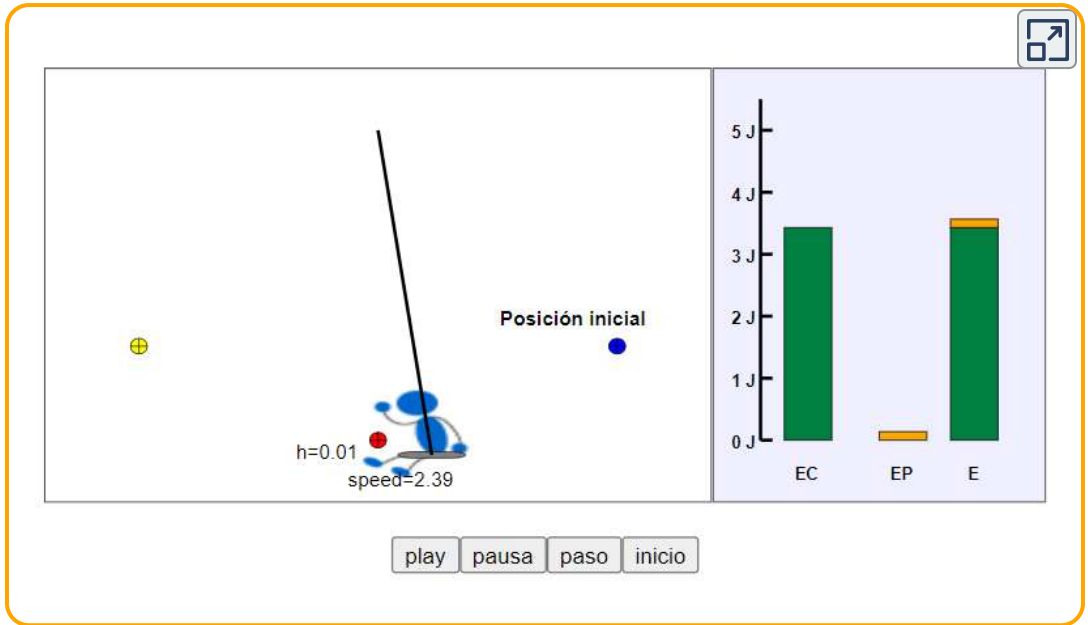 Posición inicial
h=0.01
speed=2.39
5 J
4 J
3 J
2 J
1 J
0 J
EC EP E
play pausa paso inicio